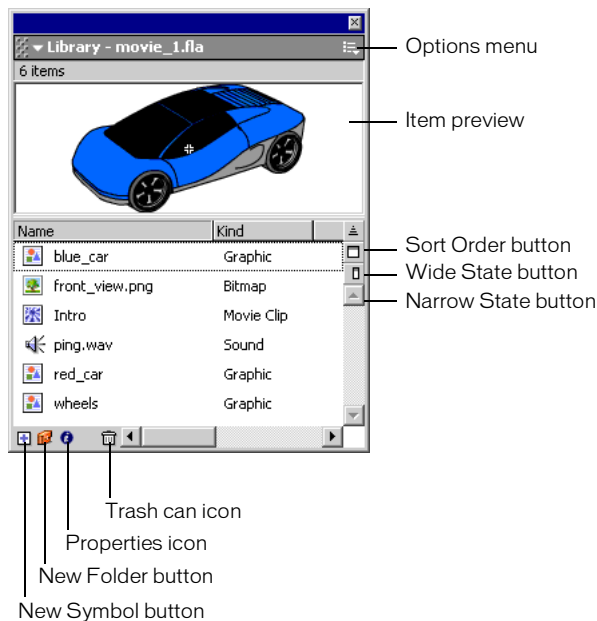 Library - movie_1.fla
Options menu
6 items
Item preview
Name Kind
Sort Order button
blue_car Graphic
Wide State button
front_view.png Bitmap
Narrow State button
Intro Movie Clip
ping.wav Sound
red_car Graphic
wheels Graphic
Trash can icon
Properties icon
New Folder button
New Symbol button